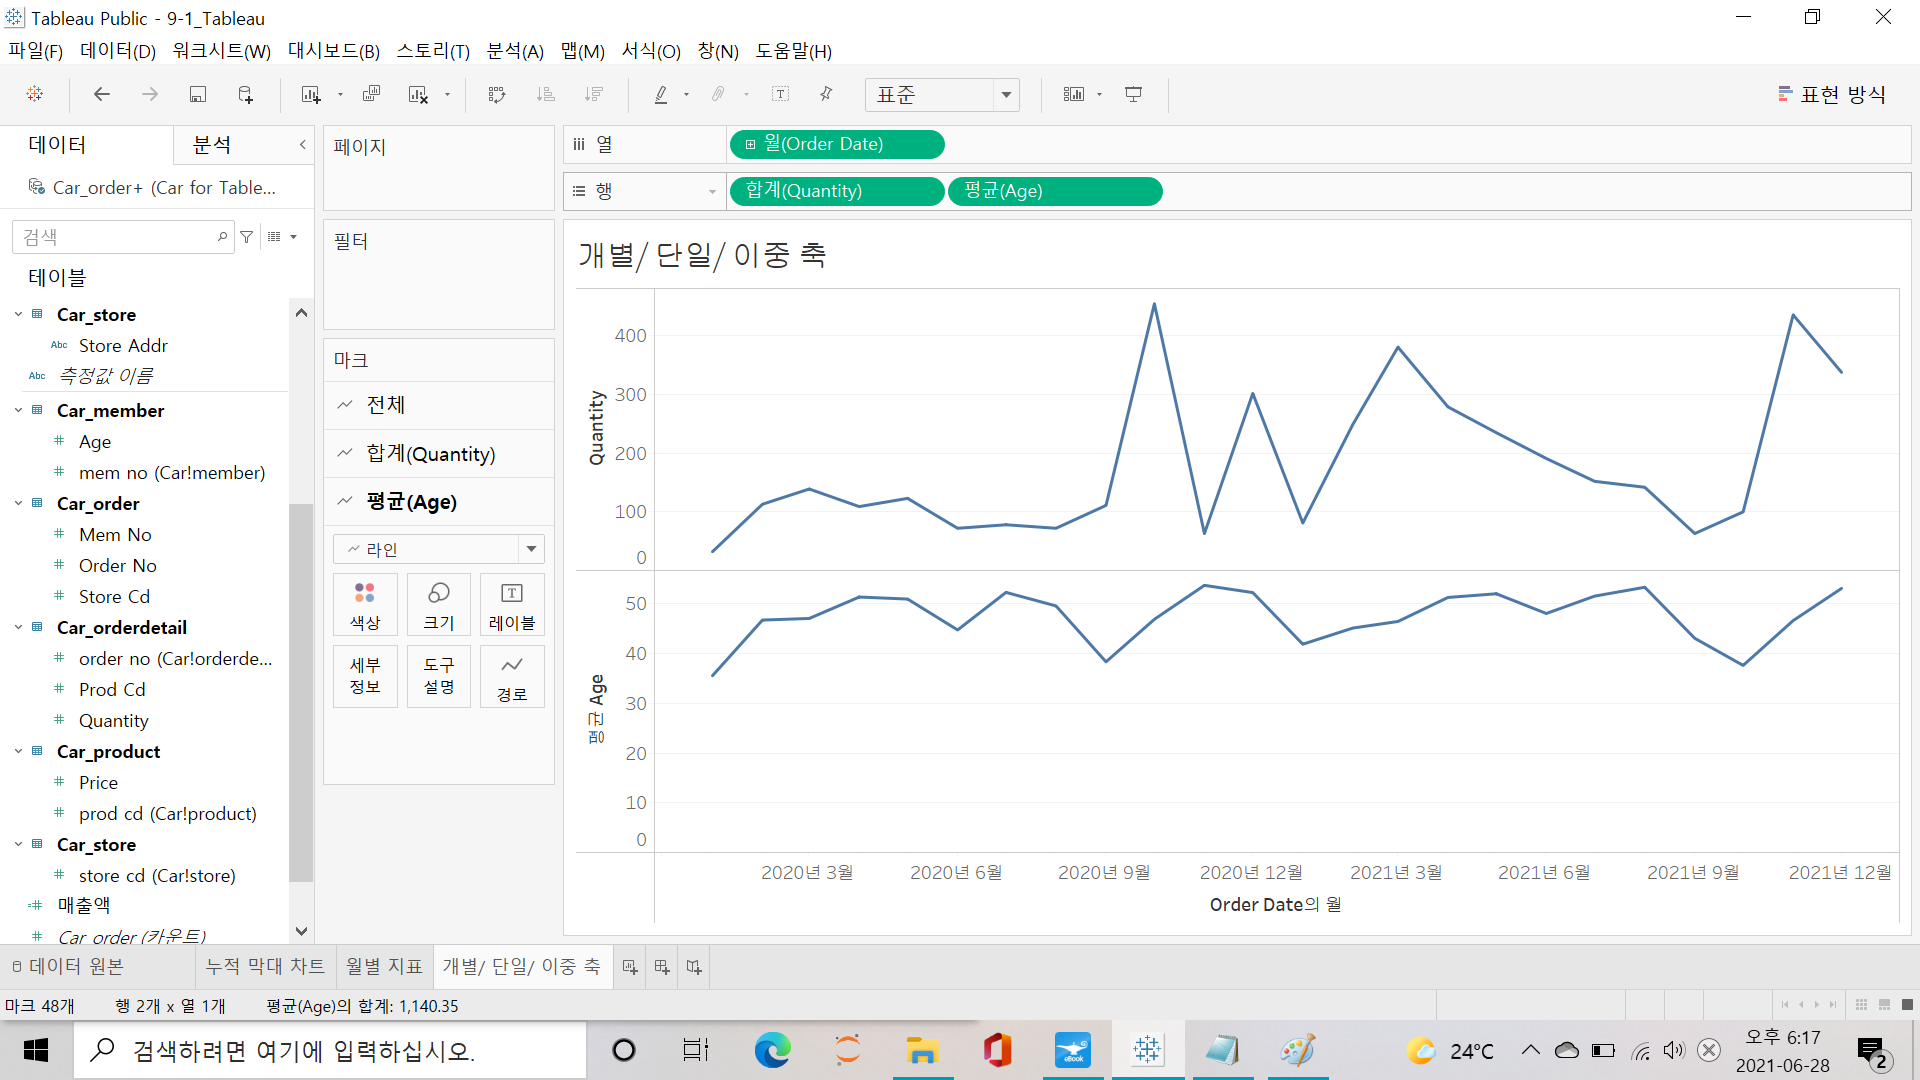 Tableau Public - 9-1_Tableau
파일(F) 데이터(D) 워크시트(W) 대시보드(B) 스토리(T) 분석(A) 맵(M) 서식(O) 창(N) 도움말(H)
표준
표현 방식
데이터 분석
Car_order+ (Car for Table...
검색
테이블
Car_store
Abc Store Addr
Abc 측정값 이름
Car_member
Age
mem no (Car!member)
Car_order
Mem No
Order No
Store Cd
Car_orderdetail
order no (Car!orderde...
Prod Cd
Quantity
Car_product
Price
prod cd (Car!product)
Car_store
store cd (Car!store)
매출액
Car order (카운트)
페이지
필터
마크
전체
합계(Quantity)
평균(Age)
라인
색상 크기 레이블
세부 정보
도구 설명
경로
열 월(Order Date)
행 합계(Quantity) 평균(Age)
개별/ 단일/ 이중 축
Quantity
400
300
200
100
0
평균 Age
50
40
30
20
10
0
2020년 3월 2020년 6월 2020년 9월 2020년 12월 2021년 3월 2021년 6월 2021년 9월 2021년 12월
Order Date의 월
데이터 원본 누적 막대 차트 월별 지표 개별/ 단일/ 이중 축
마크 48개 행 2개 x 열 1개 평균(Age)의 합계: 1,140.35
검색하려면 여기에 입력하십시오.
eBook
24°C
오후 6:17
2021-06-28
2